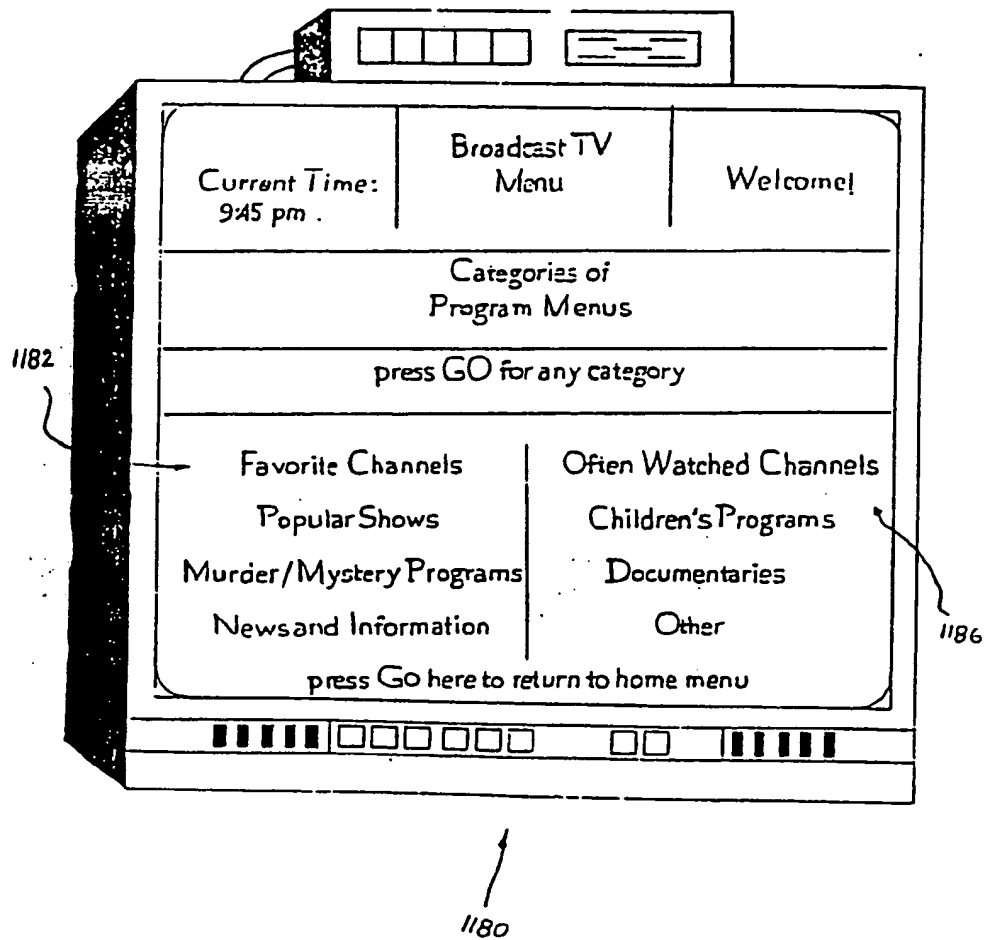 Broadcast TV
Menu
Current Time:
9:45 pm .
Welcome!
Categories of
Program Menus
press GO for any category
1182
Favorite Channels
Often Watched Channels
Popular Shows
Children's Programs
Murder/Mystery Programs
Documentaries
News and Information
Other
1186
press Go here to return to home menu
1180